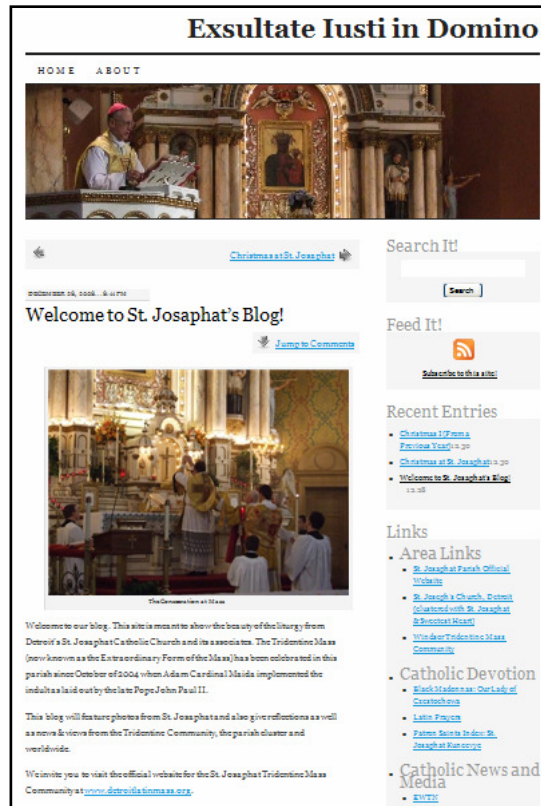 Exsultate Iusti in Domino
HOME ABOUT
Christmas at St. Josaphat
Welcome to St. Josaphat's Blog!
Jump to Comments
The Consecration at Mass
Welcome to our blog. This site is meant to show the beauty of the liturgy from
Detroit's St. Josaphat Catholic Church and its associates. The Tridentine Mass
(now known as the Extraordinary Form of the Mass) has been celebrated in this
parish since October of 2004 when Adam Cardinal Maida implemented the
indult as laid out by the late Pope John Paul II.
This blog will feature photos from St. Josaphat and also give reflections as well
as news & views from the Tridentine Community, the parish cluster and
worldwide.
We invite you to visit the official website for the St. Josaphat Tridentine Mass
Community at www.detroitlatinmass.org.
Search It!
Search
Feed It!
Subscribe to this site!
Recent Entries
Christmas I (From a
Previous Year) 12.30
Christmas at St. Josaphat 12.30
Welcome to St. Josaphat's Blog!
12.28
Links
Area Links
St. Josaphat Parish Official
Website
St. Joseph's Church, Detroit
(clustered with St. Josaphat
& Sweetest Heart)
Windsor Tridentine Mass
Community
Catholic Devotion
Black Madonnas: Our Lady of
Czestochowa
Latin Prayers
Patron Saints Index: St.
Josaphat Kuncevyc
Catholic News and
Media
EWTN